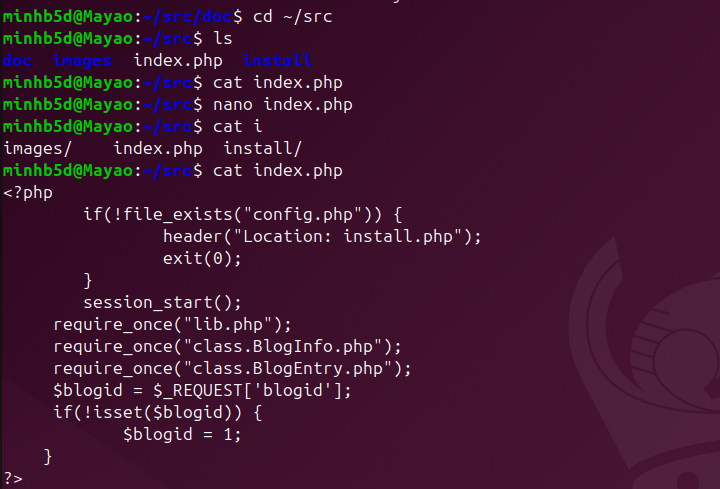 minhb5d@Mayao:~/src/doc$ cd ~/src
minhb5d@Mayao:~/src$ ls
doc  images  index.php  install
minhb5d@Mayao:~/src$ cat index.php
minhb5d@Mayao:~/src$ nano index.php
minhb5d@Mayao:~/src$ cat i
images/    index.php  install/
minhb5d@Mayao:~/src$ cat index.php
<?php
        if(!file_exists("config.php")) {
                header("Location: install.php");
                exit(0);
        }
        session_start();
     require_once("lib.php");
     require_once("class.BlogInfo.php");
     require_once("class.BlogEntry.php");
     $blogid = $_REQUEST['blogid'];
     if(!isset($blogid)) {
            $blogid = 1;
    }
?>